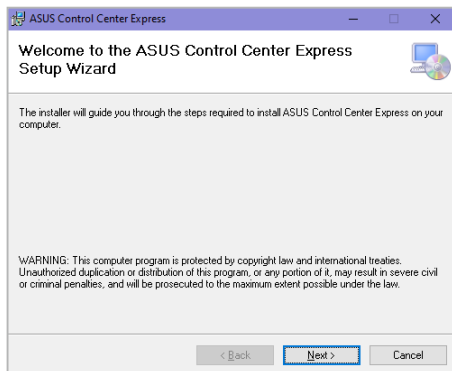 ASUS Control Center Express
Welcome to the ASUS Control Center Express
Setup Wizard
The installer will guide you through the steps required to install ASUS Control Center Express on your
computer.
WARNING: This computer program is protected by copyright law and international treaties.
Unauthorized duplication or distribution of this program, or any portion of it, may result in severe civil
or criminal penalties, and will be prosecuted to the maximum extent possible under the law.
< Back Next > Cancel